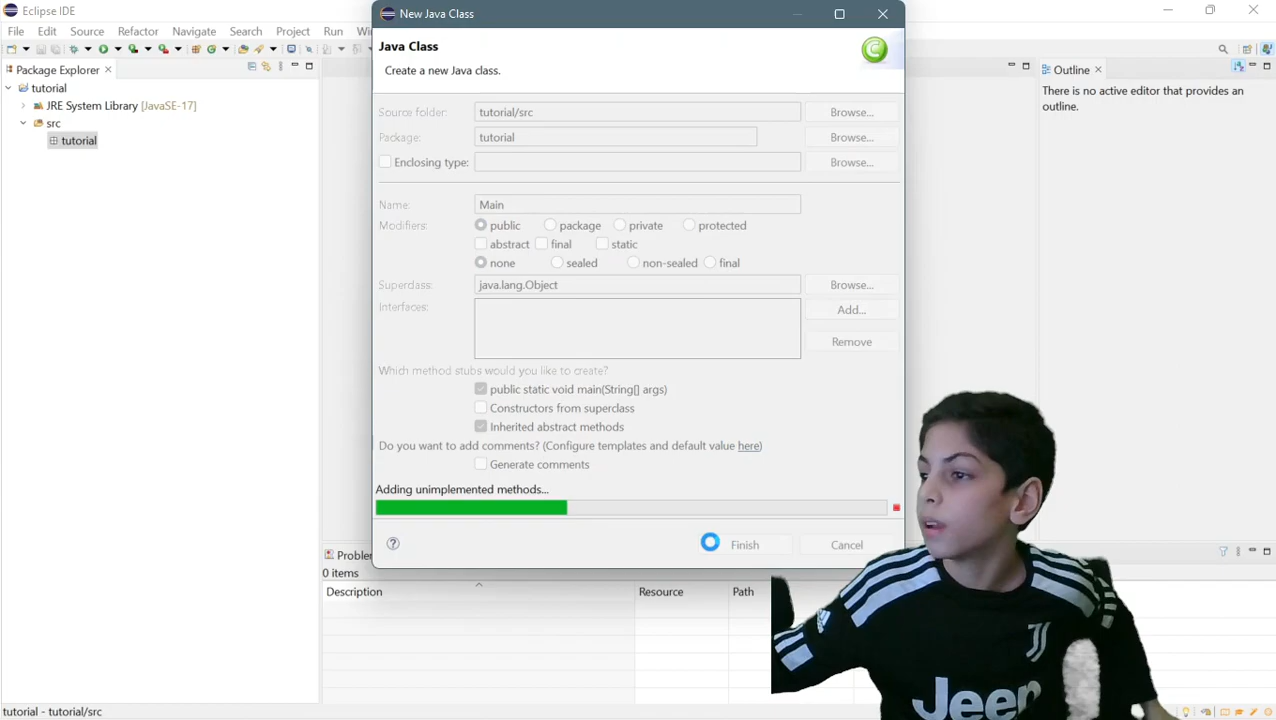 Eclipse IDE
File Edit Source Refactor Navigate Search Project Run
Package Explorer
tutorial
JRE System Library [JavaSE-17]
src
tutorial
New Java Class
Java Class
Create a new Java class.
Source folder: tutorial/src Browse...
Package: tutorial Browse...
Enclosing type: Browse...
Name: Main
Modifiers: public package private protected
abstract final static
none sealed non-sealed final
Superclass: java.lang.Object Browse...
Interfaces: Add...
Remove
Which method stubs would you like to create?
public static void main(String[] args)
Constructors from superclass
Inherited abstract methods
Do you want to add comments? (Configure templates and default value here)
Generate comments
Adding unimplemented methods...
? Finish Cancel
Outline
There is no active editor that provides an
outline.
0 items
Description Resource Path
Jeep
tutorial - tutorial/src